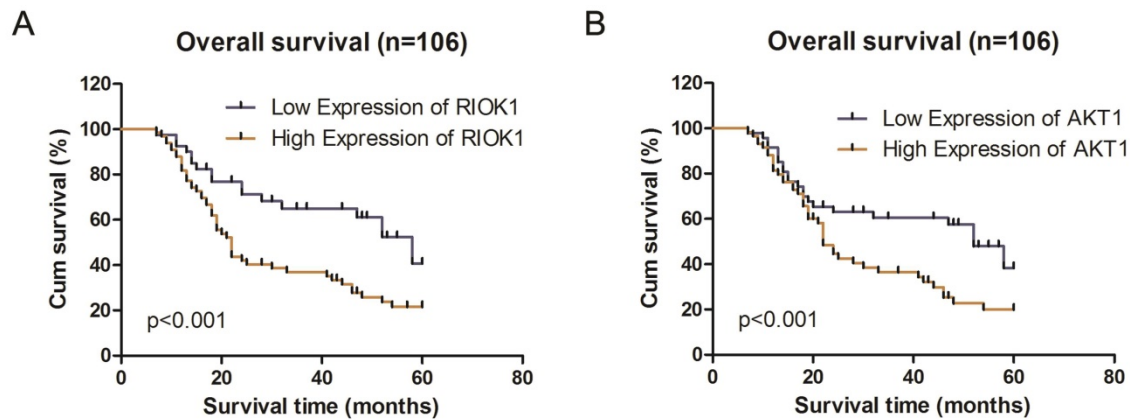 A
Overall survival (n=106)
Cum survival (%)
120
100
80
60
40
20
0
Low Expression of RIOK1
High Expression of RIOK1
p<0.001
0 20 40 60 80
Survival time (months)
B
Overall survival (n=106)
Cum survival (%)
120
100
80
60
40
20
0
Low Expression of AKT1
High Expression of AKT1
p<0.001
0 20 40 60 80
Survival time (months)